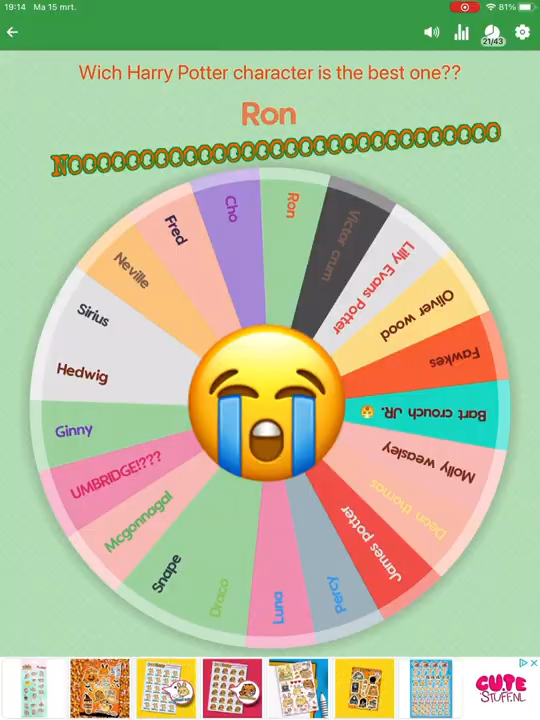 19:14 Ma 15 mrt. 81%
21/43
Wich Harry Potter character is the best one??
Ron
Noooooooooooooooooooooooooooooo
Ron
Victor crum
Lilly Evans Potter
Oliver wood
Fawkes
Bart crouch JR. 😤
Molly weasley
Dean thomas
James potter
Percy
Luna
Draco
Snape
Mcgonnagal
UMBRIDGE!???
Ginny
Hedwig
Sirius
Neville
Fred
Cho
CUTE
STUFF.NL